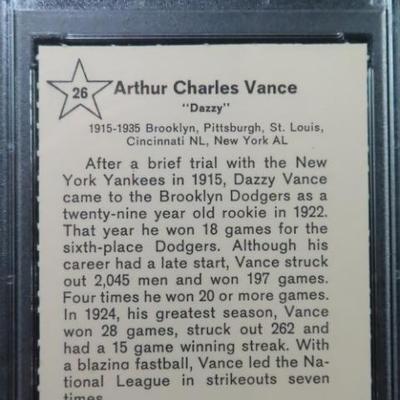 26
Arthur Charles Vance
"Dazzy"
1915-1935 Brooklyn, Pittsburgh, St. Louis,
Cincinnati NL, New York AL
After a brief trial with the New
York Yankees in 1915, Dazzy Vance
came to the Brooklyn Dodgers as a
twenty-nine year old rookie in 1922.
That year he won 18 games for the
sixth-place Dodgers. Although his
career had a late start, Vance struck
out 2,045 men and won 197 games.
Four times he won 20 or more games.
In 1924, his greatest season, Vance
won 28 games, struck out 262 and
had a 15 game winning streak. With
a blazing fastball, Vance led the Na-
tional League in strikeouts seven
times.